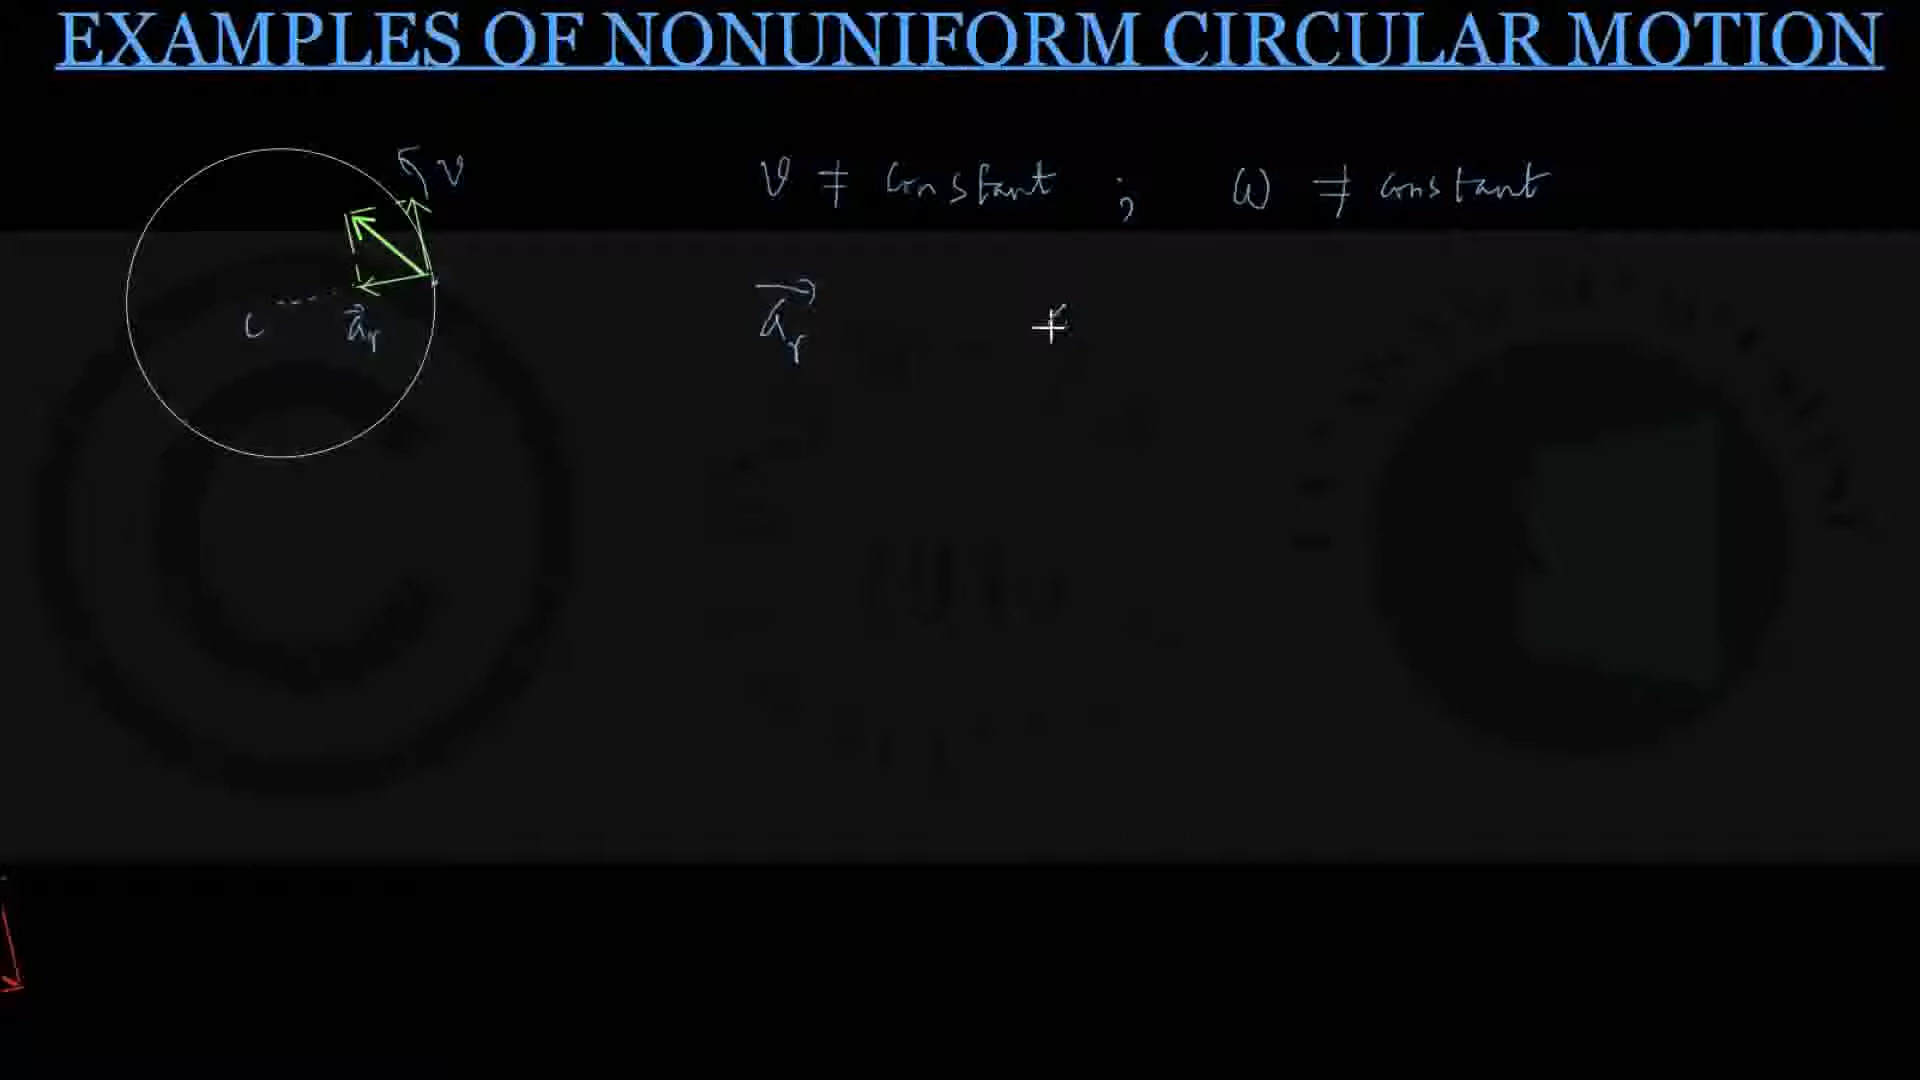 EXAMPLES OF NONUNIFORM CIRCULAR MOTION
v
v ≠ constant ; ω ≠ constant
c
a⃗r
a⃗r